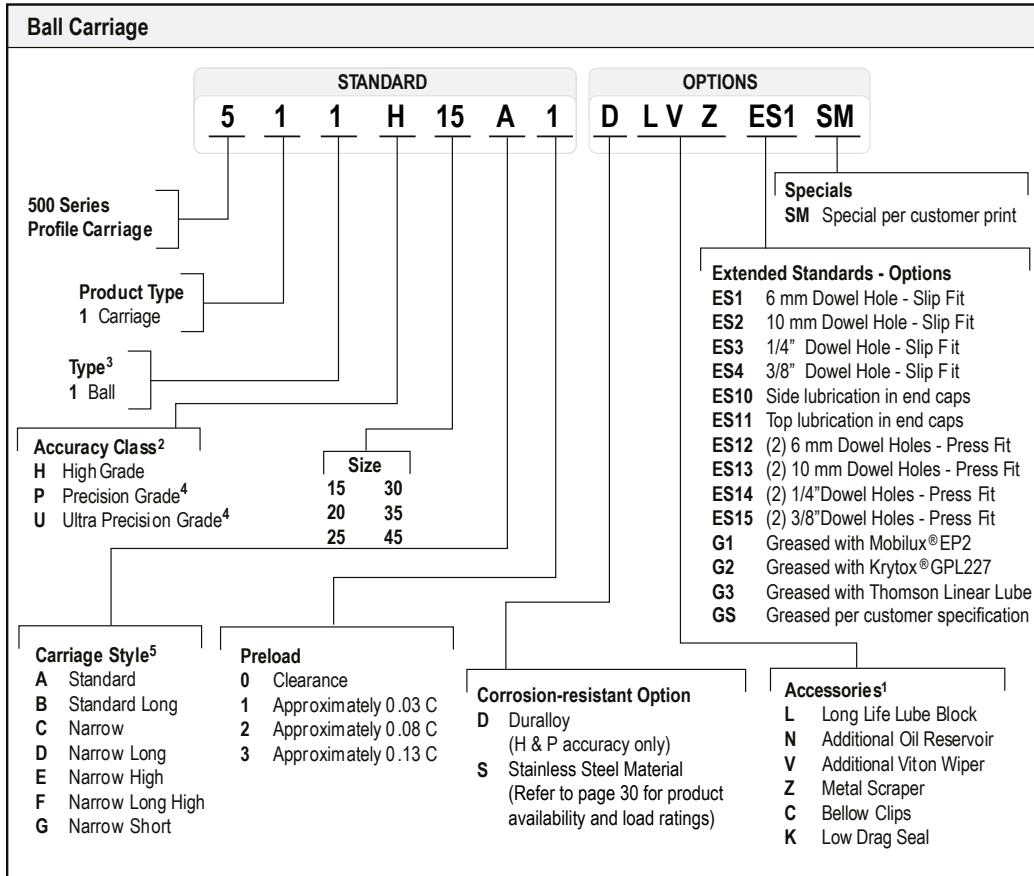 Ball Carriage
STANDARD
OPTIONS
5 1 1 H 15 A 1 D L V Z ES1 SM
500 Series
Profile Carriage
Product Type
1 Carriage
Type3
1 Ball
Accuracy Class2
H High Grade
P Precision Grade4
U Ultra Precision Grade4
Size
15 30
20 35
25 45
Specials
SM Special per customer print
Extended Standards - Options
ES1 6 mm Dowel Hole - Slip Fit
ES2 10 mm Dowel Hole - Slip Fit
ES3 1/4" Dowel Hole - Slip Fit
ES4 3/8" Dowel Hole - Slip Fit
ES10 Side lubrication in end caps
ES11 Top lubrication in end caps
ES12 (2) 6 mm Dowel Holes - Press Fit
ES13 (2) 10 mm Dowel Holes - Press Fit
ES14 (2) 1/4"Dowel Holes - Press Fit
ES15 (2) 3/8"Dowel Holes - Press Fit
G1 Greased with Mobilux® EP2
G2 Greased with Krytox® GPL227
G3 Greased with Thomson Linear Lube
GS Greased per customer specification
Carriage Style5
A Standard
B Standard Long
C Narrow
D Narrow Long
E Narrow High
F Narrow Long High
G Narrow Short
Preload
0 Clearance
1 Approximately 0.03 C
2 Approximately 0.08 C
3 Approximately 0.13 C
Corrosion-resistant Option
D Duralloy
(H & P accuracy only)
S Stainless Steel Material
(Refer to page 30 for product
availability and load ratings)
Accessories1
L Long Life Lube Block
N Additional Oil Reservoir
V Additional Viton Wiper
Z Metal Scraper
C Bellow Clips
K Low Drag Seal